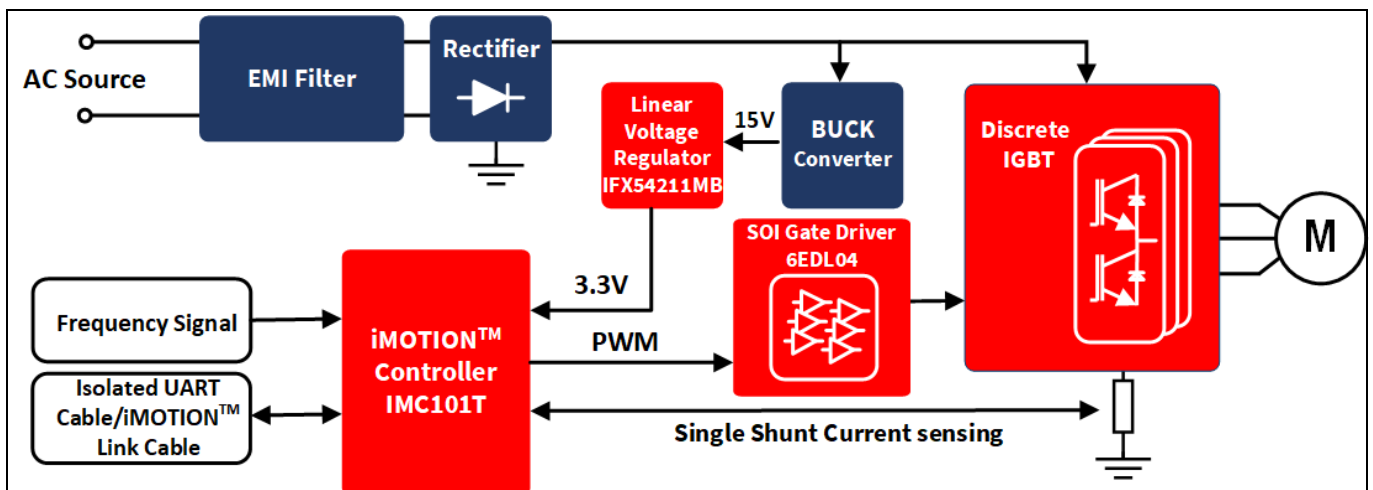 AC Source
EMI Filter
Rectifier
Linear
Voltage
Regulator
IFX54211MB
15V
BUCK
Converter
Discrete
IGBT
M
SOI Gate Driver
6EDL04
3.3V
PWM
Frequency Signal
iMOTION™
Controller
IMC101T
Isolated UART
Cable/iMOTION™
Link Cable
Single Shunt Current sensing